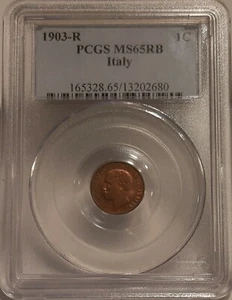 1903-R 1C
PCGS MS65RB
Italy
165328.65/13202680